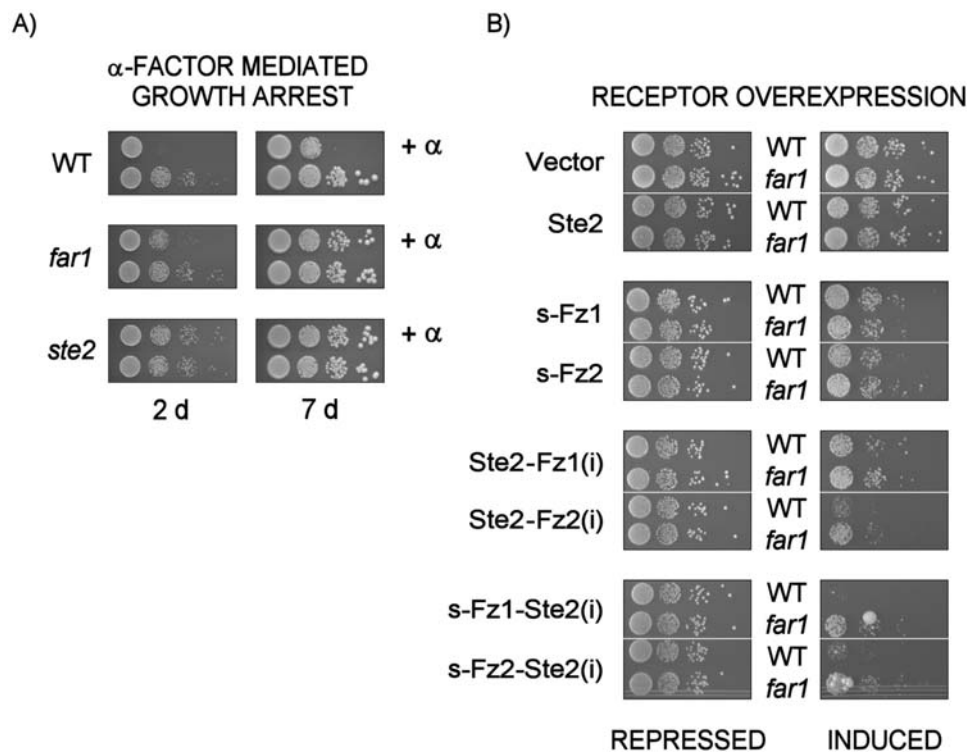 A)
α-FACTOR MEDIATED
GROWTH ARREST
WT
+ α
far1
+ α
ste2
+ α
2 d
7 d
B)
RECEPTOR OVEREXPRESSION
Vector
WT
far1
Ste2
WT
far1
s-Fz1
WT
far1
s-Fz2
WT
far1
Ste2-Fz1(i)
WT
far1
Ste2-Fz2(i)
WT
far1
s-Fz1-Ste2(i)
WT
far1
s-Fz2-Ste2(i)
WT
far1
REPRESSED
INDUCED